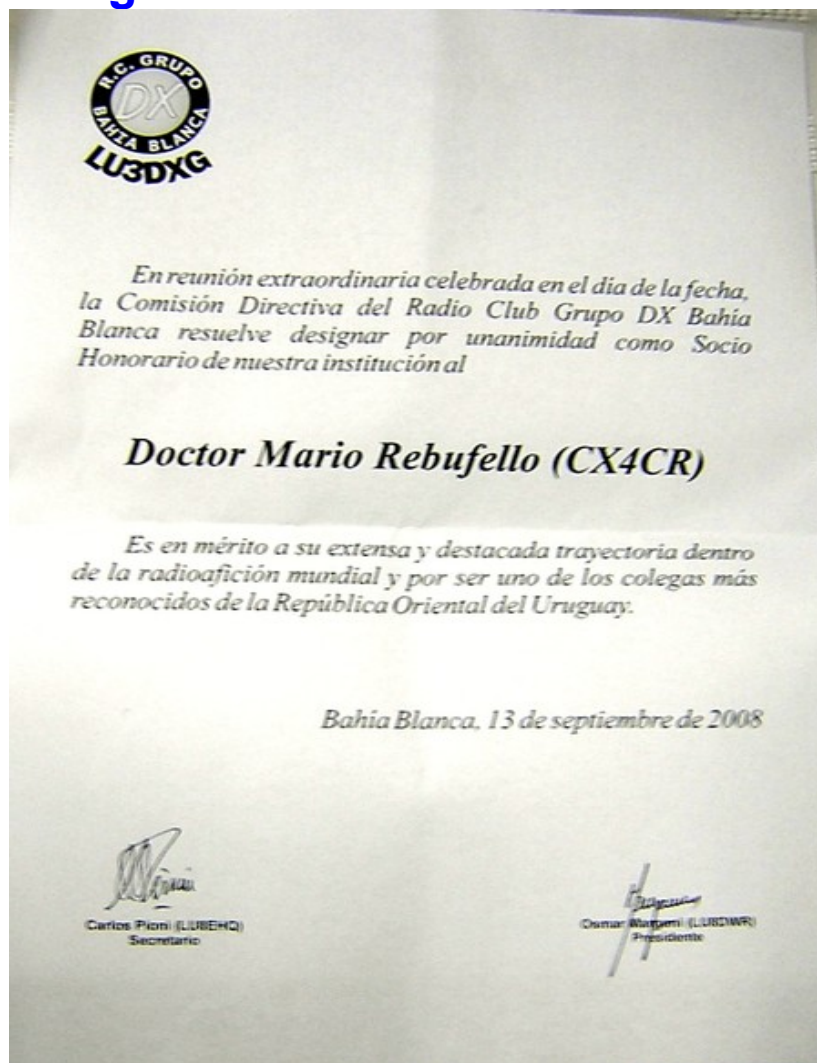 R.C. GRUPO
DX
BAHIA BLANCA
LU3DXG
En reunión extraordinaria celebrada en el dia de la fecha,
la Comisión Directiva del Radio Club Grupo DX Bahía
Blanca resuelve designar por unanimidad como Socio
Honorario de nuestra institución al
Doctor Mario Rebufello (CX4CR)
Es en mérito a su extensa y destacada trayectoria dentro
de la radioafición mundial y por ser uno de los colegas más
reconocidos de la República Oriental del Uruguay.
Bahía Blanca, 13 de septiembre de 2008
Carlos Pioni (LU8EHQ)
Secretario
Osmar (LU8DWR)
Presidente